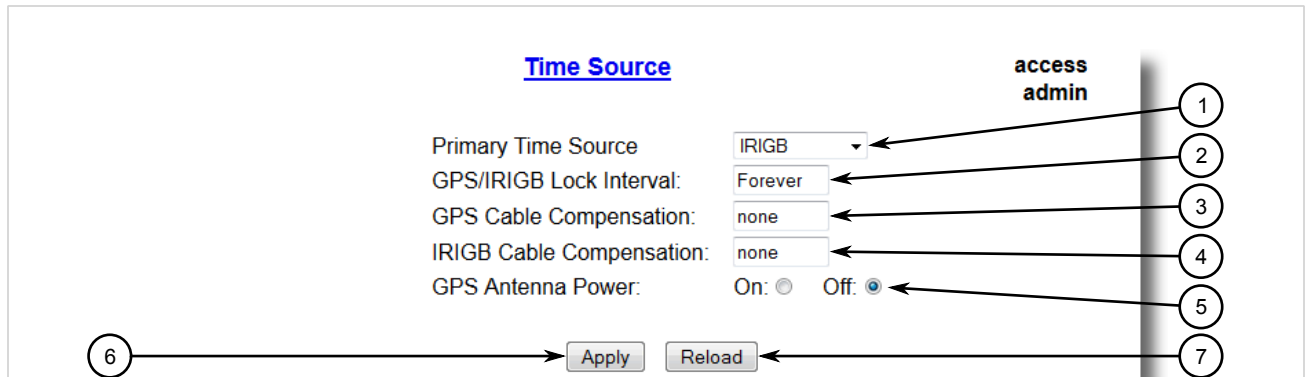 Time Source
access
admin
1
Primary Time Source IRIGB
2
GPS/IRIGB Lock Interval: Forever
3
GPS Cable Compensation: none
4
IRIGB Cable Compensation: none
GPS Antenna Power: On: Off:
5
6 Apply Reload 7